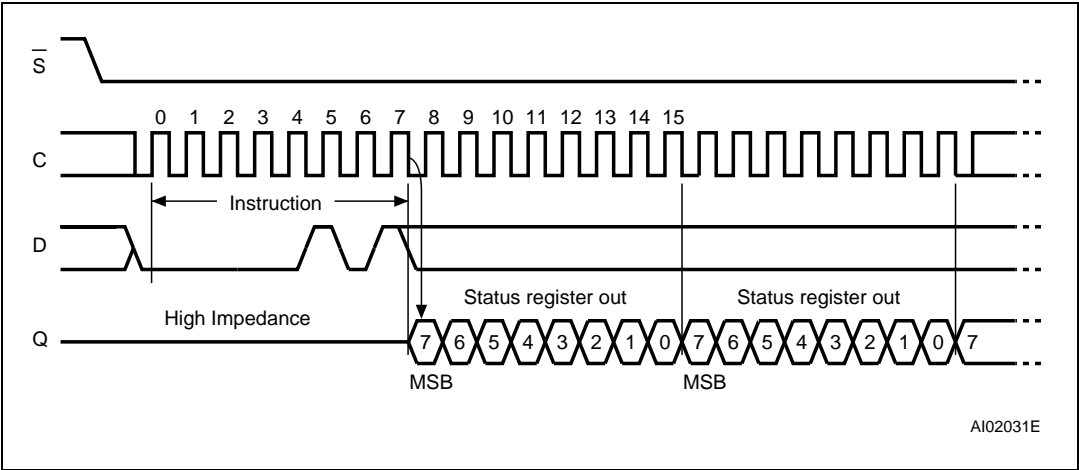 S
0 1 2 3 4 5 6 7 8 9 10 11 12 13 14 15
C
Instruction
D
Status register out Status register out
High Impedance
Q 7 6 5 4 3 2 1 0 7 6 5 4 3 2 1 0 7
MSB MSB
AI02031E